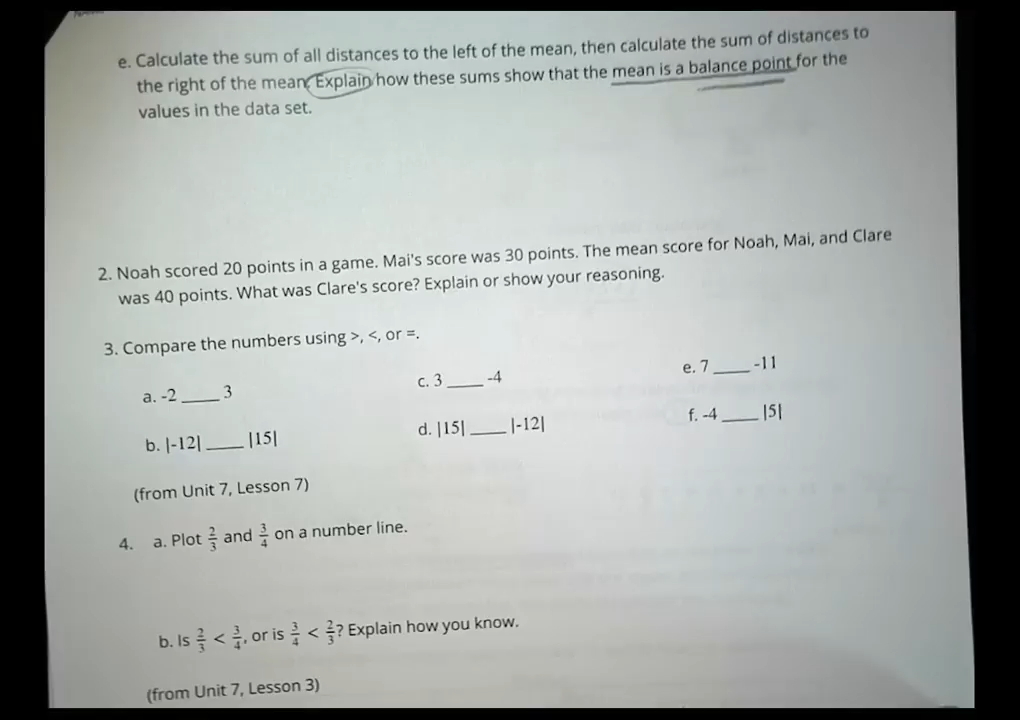 e. Calculate the sum of all distances to the left of the mean, then calculate the sum of distances to
the right of the mean. Explain how these sums show that the mean is a balance point for the
values in the data set.
2. Noah scored 20 points in a game. Mai's score was 30 points. The mean score for Noah, Mai, and Clare
was 40 points. What was Clare's score? Explain or show your reasoning.
3. Compare the numbers using >, <, or =.
a. -2 ____ 3
c. 3 ____ -4
e. 7 ____ -11
b. |-12| ____ |15|
d. |15| ____ |-12|
f. -4 ____ |5|
(from Unit 7, Lesson 7)
4. a. Plot 2/3 and 3/4 on a number line.
b. Is 2/3 < 3/4, or is 3/4 < 2/3? Explain how you know.
(from Unit 7, Lesson 3)